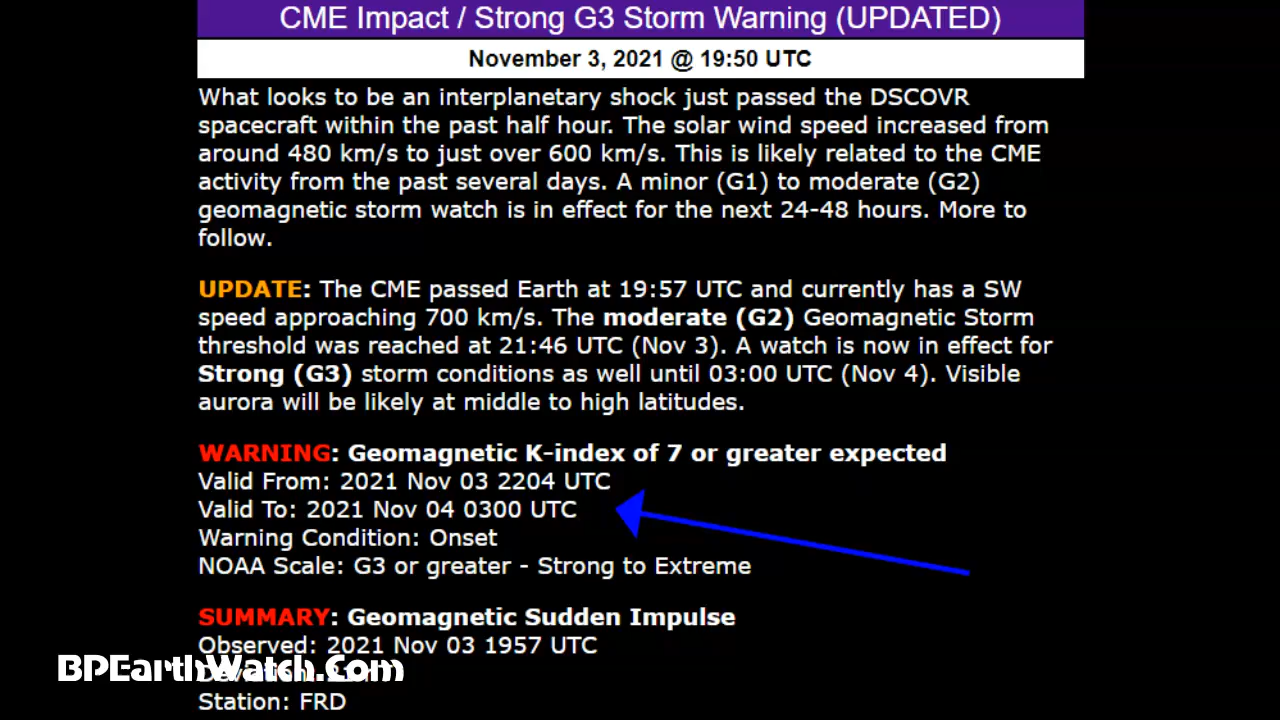 CME Impact / Strong G3 Storm Warning (UPDATED)
November 3, 2021 @ 19:50 UTC
What looks to be an interplanetary shock just passed the DSCOVR
spacecraft within the past half hour. The solar wind speed increased from
around 480 km/s to just over 600 km/s. This is likely related to the CME
activity from the past several days. A minor (G1) to moderate (G2)
geomagnetic storm watch is in effect for the next 24-48 hours. More to
follow.
UPDATE: The CME passed Earth at 19:57 UTC and currently has a SW
speed approaching 700 km/s. The moderate (G2) Geomagnetic Storm
threshold was reached at 21:46 UTC (Nov 3). A watch is now in effect for
Strong (G3) storm conditions as well until 03:00 UTC (Nov 4). Visible
aurora will be likely at middle to high latitudes.
WARNING: Geomagnetic K-index of 7 or greater expected
Valid From: 2021 Nov 03 2204 UTC
Valid To: 2021 Nov 04 0300 UTC
Warning Condition: Onset
NOAA Scale: G3 or greater - Strong to Extreme
SUMMARY: Geomagnetic Sudden Impulse
Observed: 2021 Nov 03 1957 UTC
BPEarthWatch.Com
Deviation:
Station: FRD